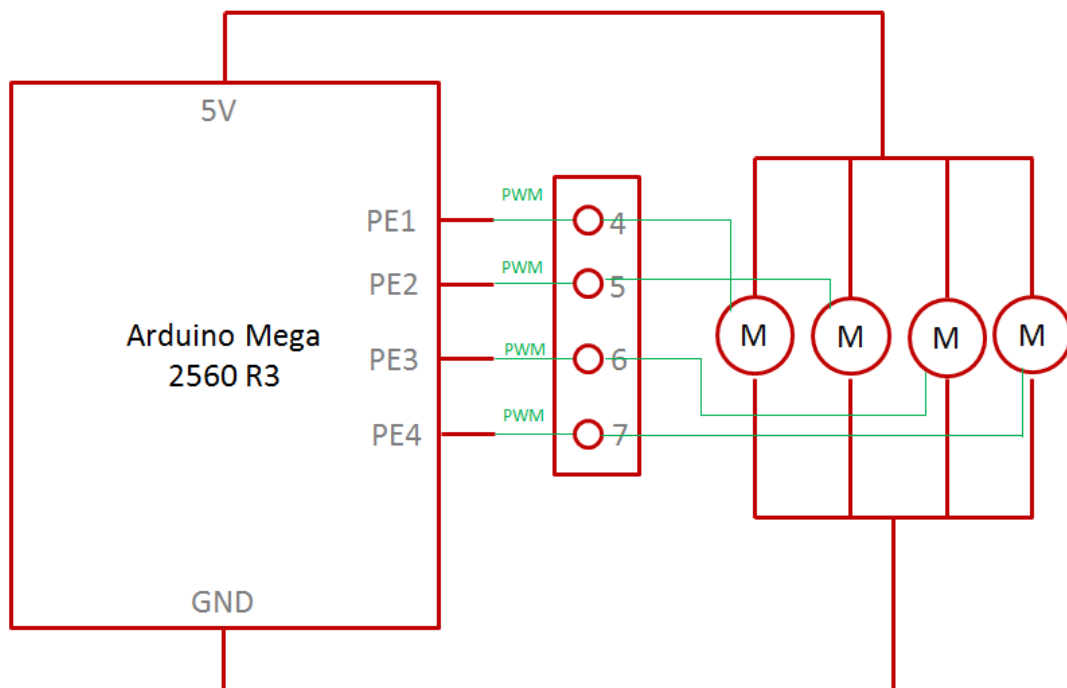 5V
PE1
PWM
4
PE2
PWM
5
Arduino Mega
2560 R3
PE3
PWM
6
PE4
PWM
7
M
M
M
M
GND